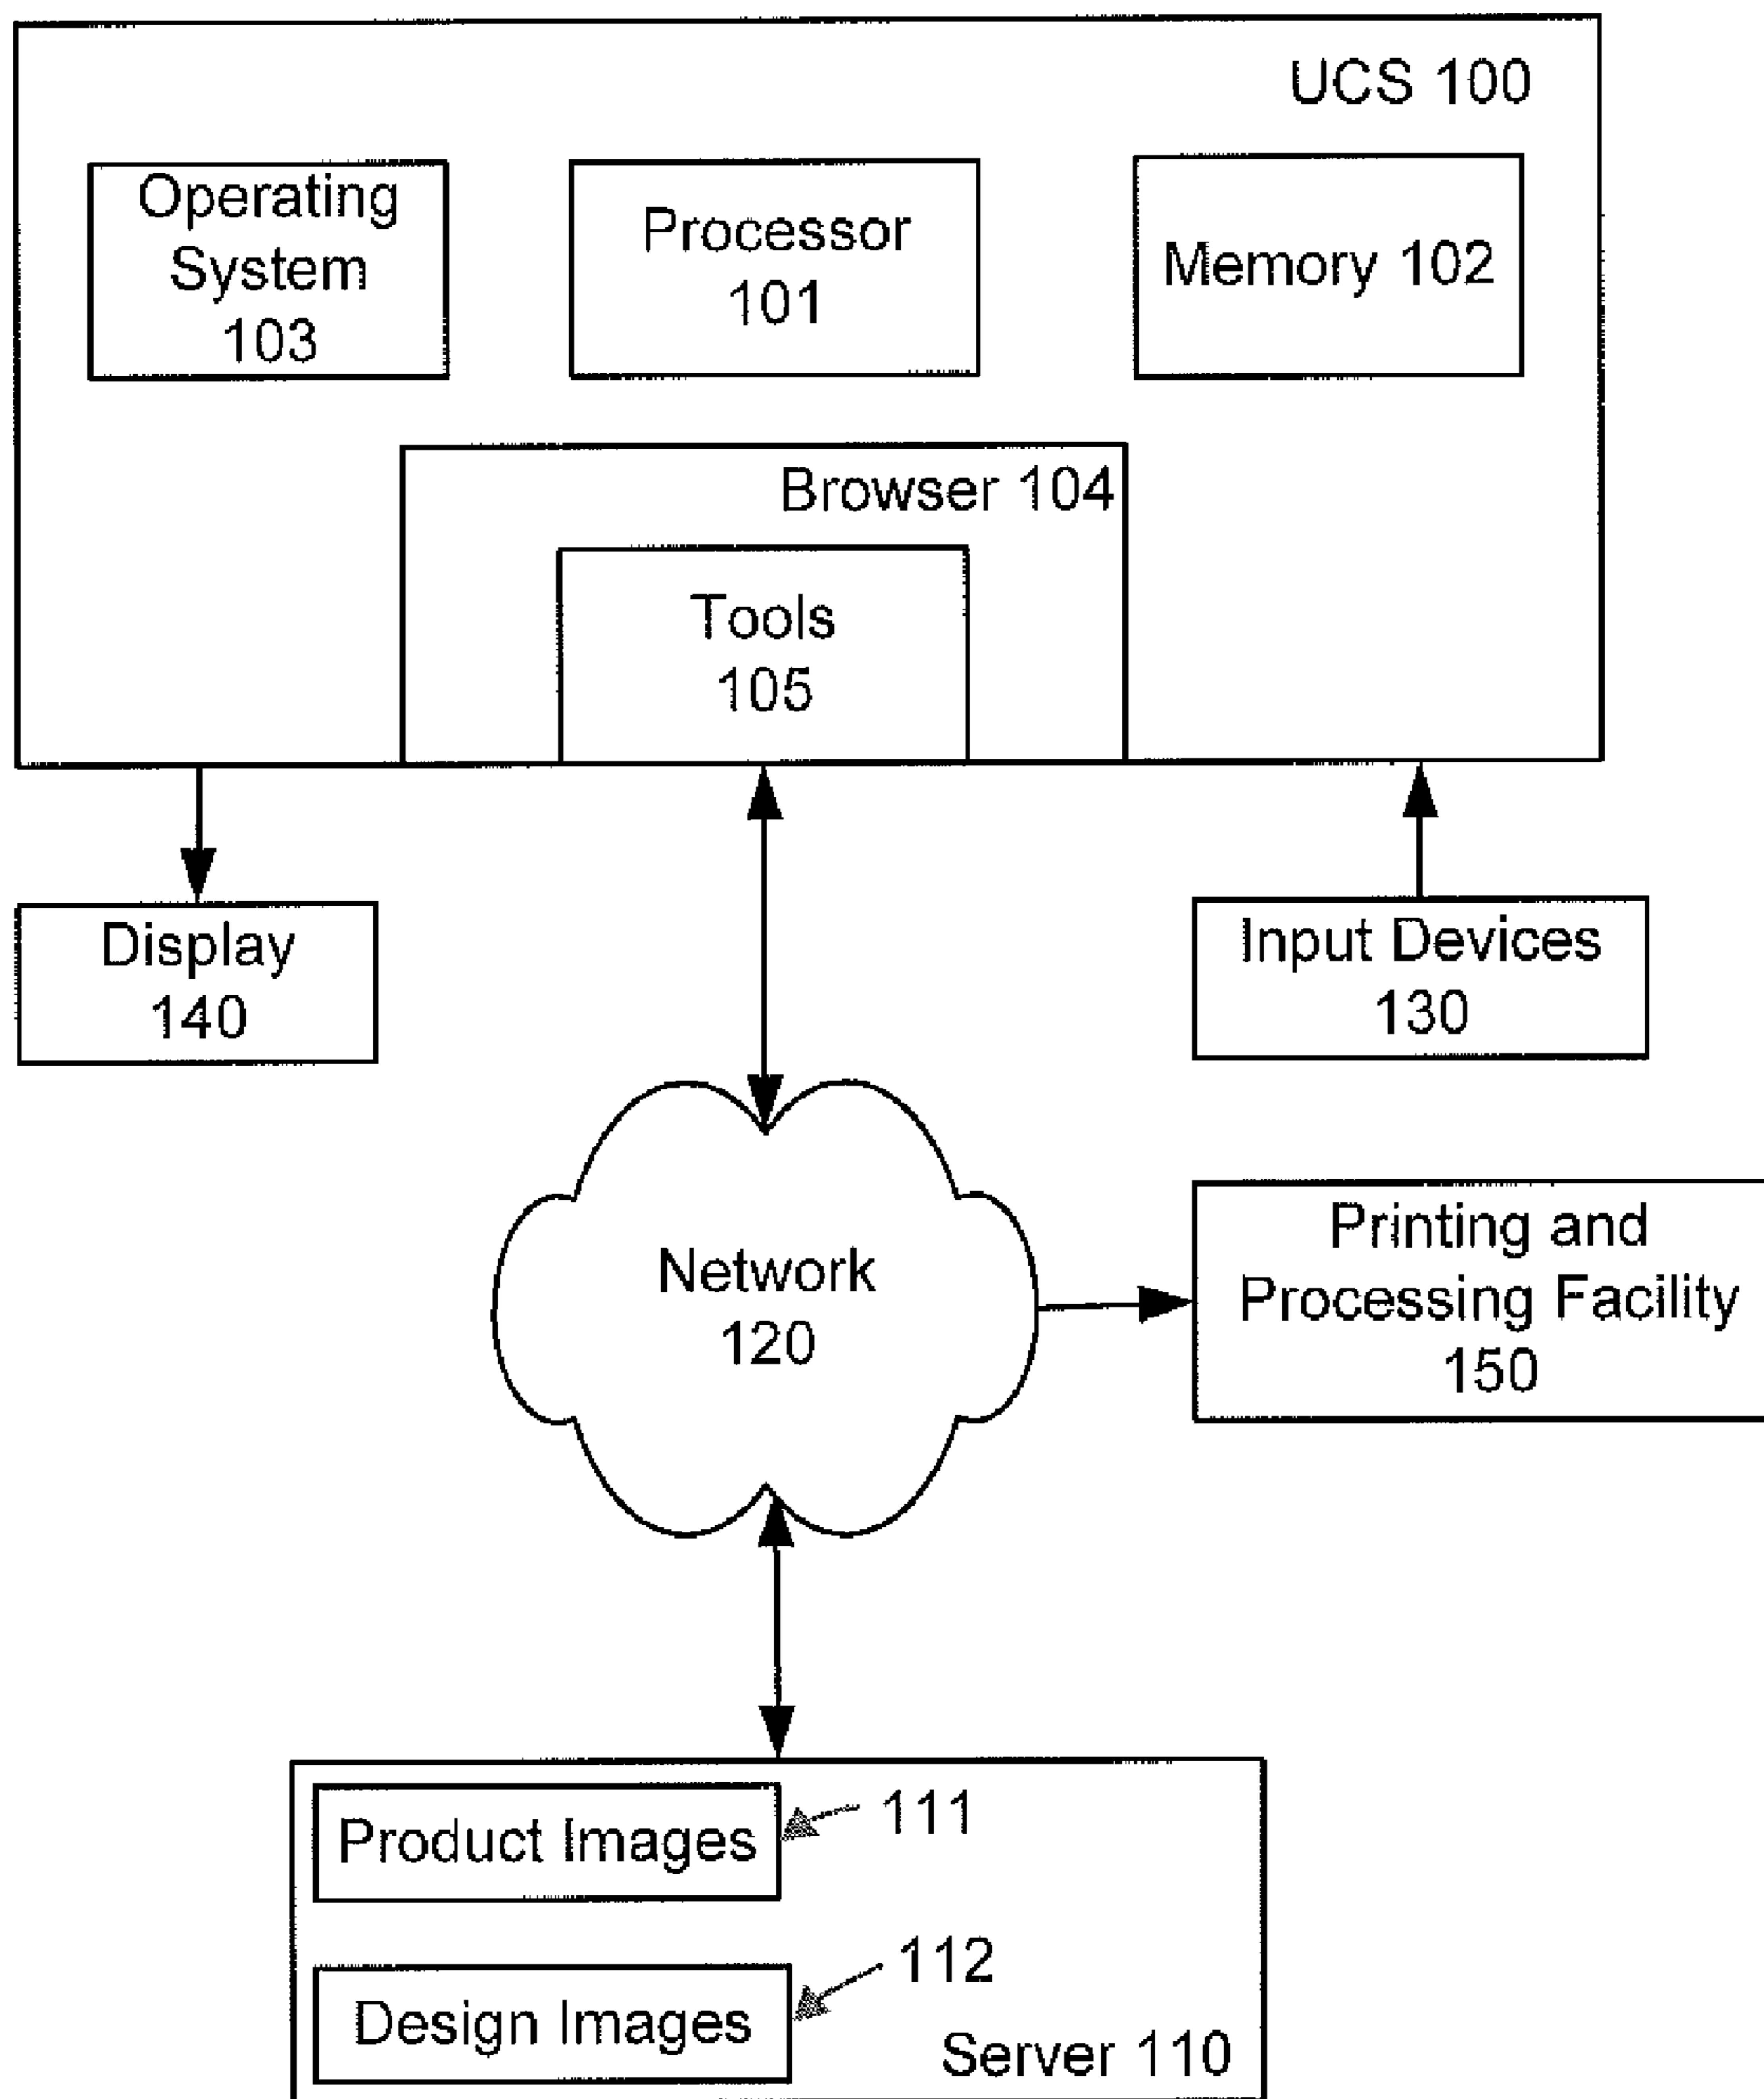 UCS 100
Operating
System
103
Processor
101
Memory 102
Browser 104
Tools
105
Display
140
Input Devices
130
Network
120
Printing and
Processing Facility
150
Product Images
111
Design Images
112
Server 110